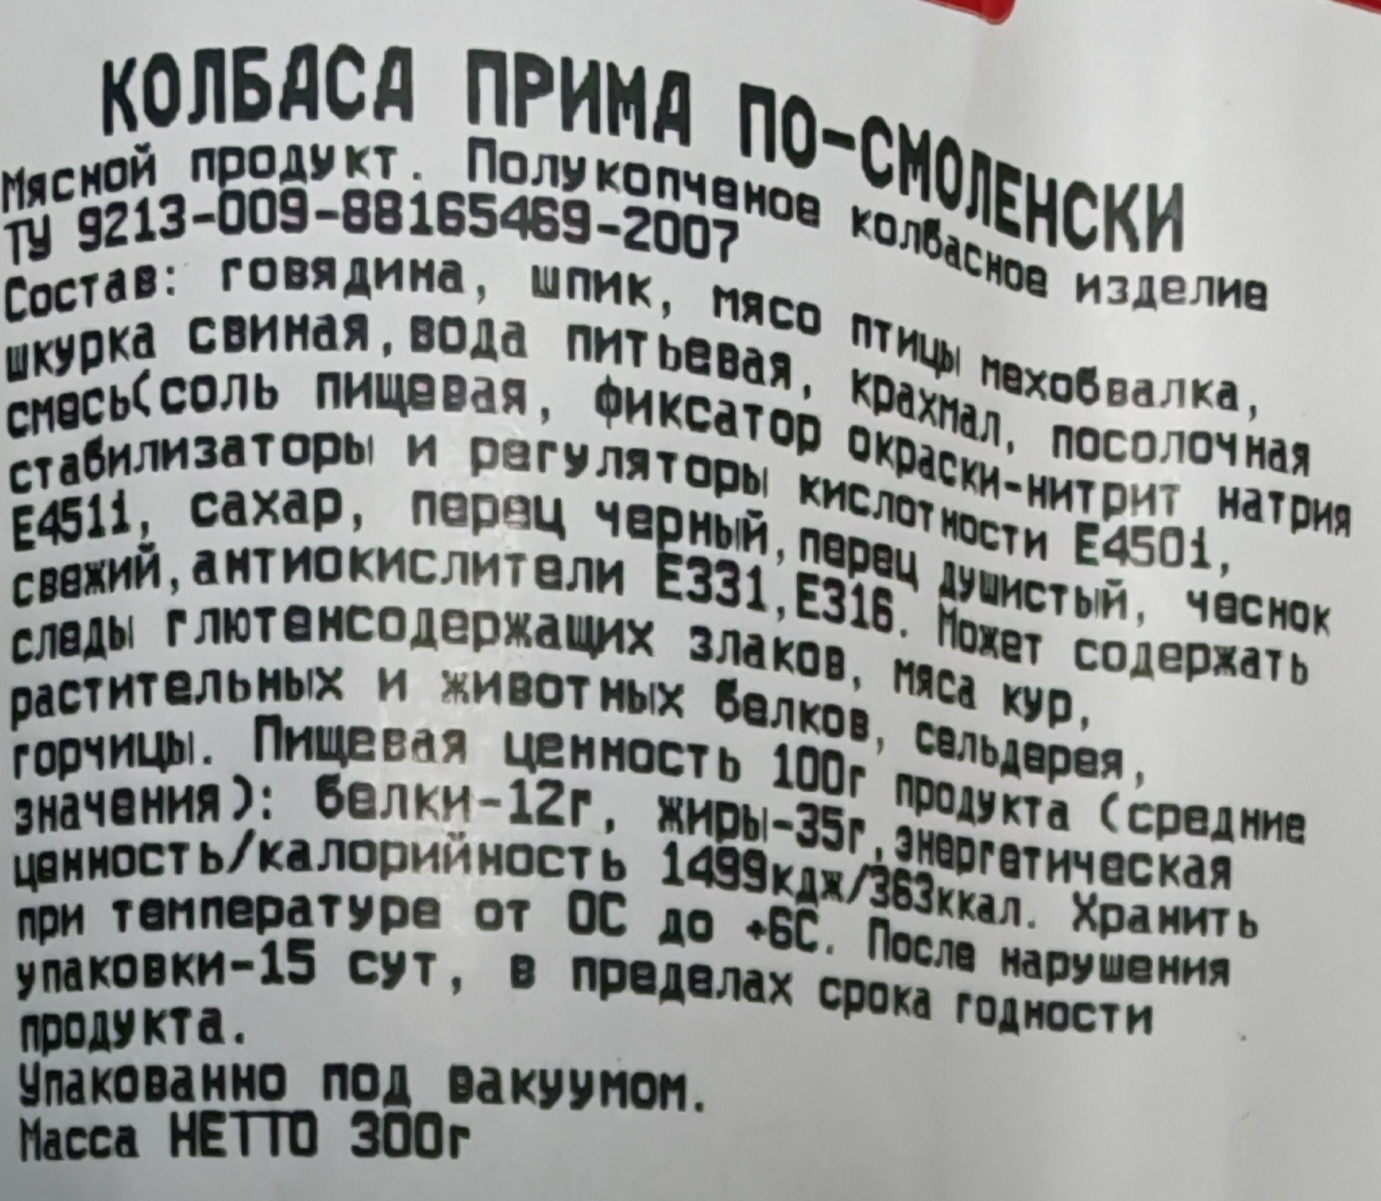 КОЛБАСА ПРИМА ПО-СМОЛЕНСКИ
Мясной продукт. Полукопченое колбасное изделие
ТУ 9213-009-88165469-2007
Состав: говядина, шпик, мясо птицы мехобвалка,
шкурка свиная,вода питьевая, крахмал, посолочная
смесь(соль пищевая, фиксатор окраски-нитрит натрия
стабилизаторы и регуляторы кислотности Е450i,
Е451i, сахар, перец черный,перец душистый, чеснок
свежий,антиокислители Е331,Е316. Может содержать
следы глютенсодержащих злаков, мяса кур,
растительных и животных белков, сельдерея,
горчицы. Пищевая ценность 100г продукта (средние
значения): белки-12г, жиры-35г,энергетическая
ценность/калорийность 1499кдж/363ккал. Хранить
при температуре от 0С до +6С. После нарушения
упаковки-15 сут, в пределах срока годности
продукта.
Упакованно под вакуумом.
Масса НЕТТО 300г